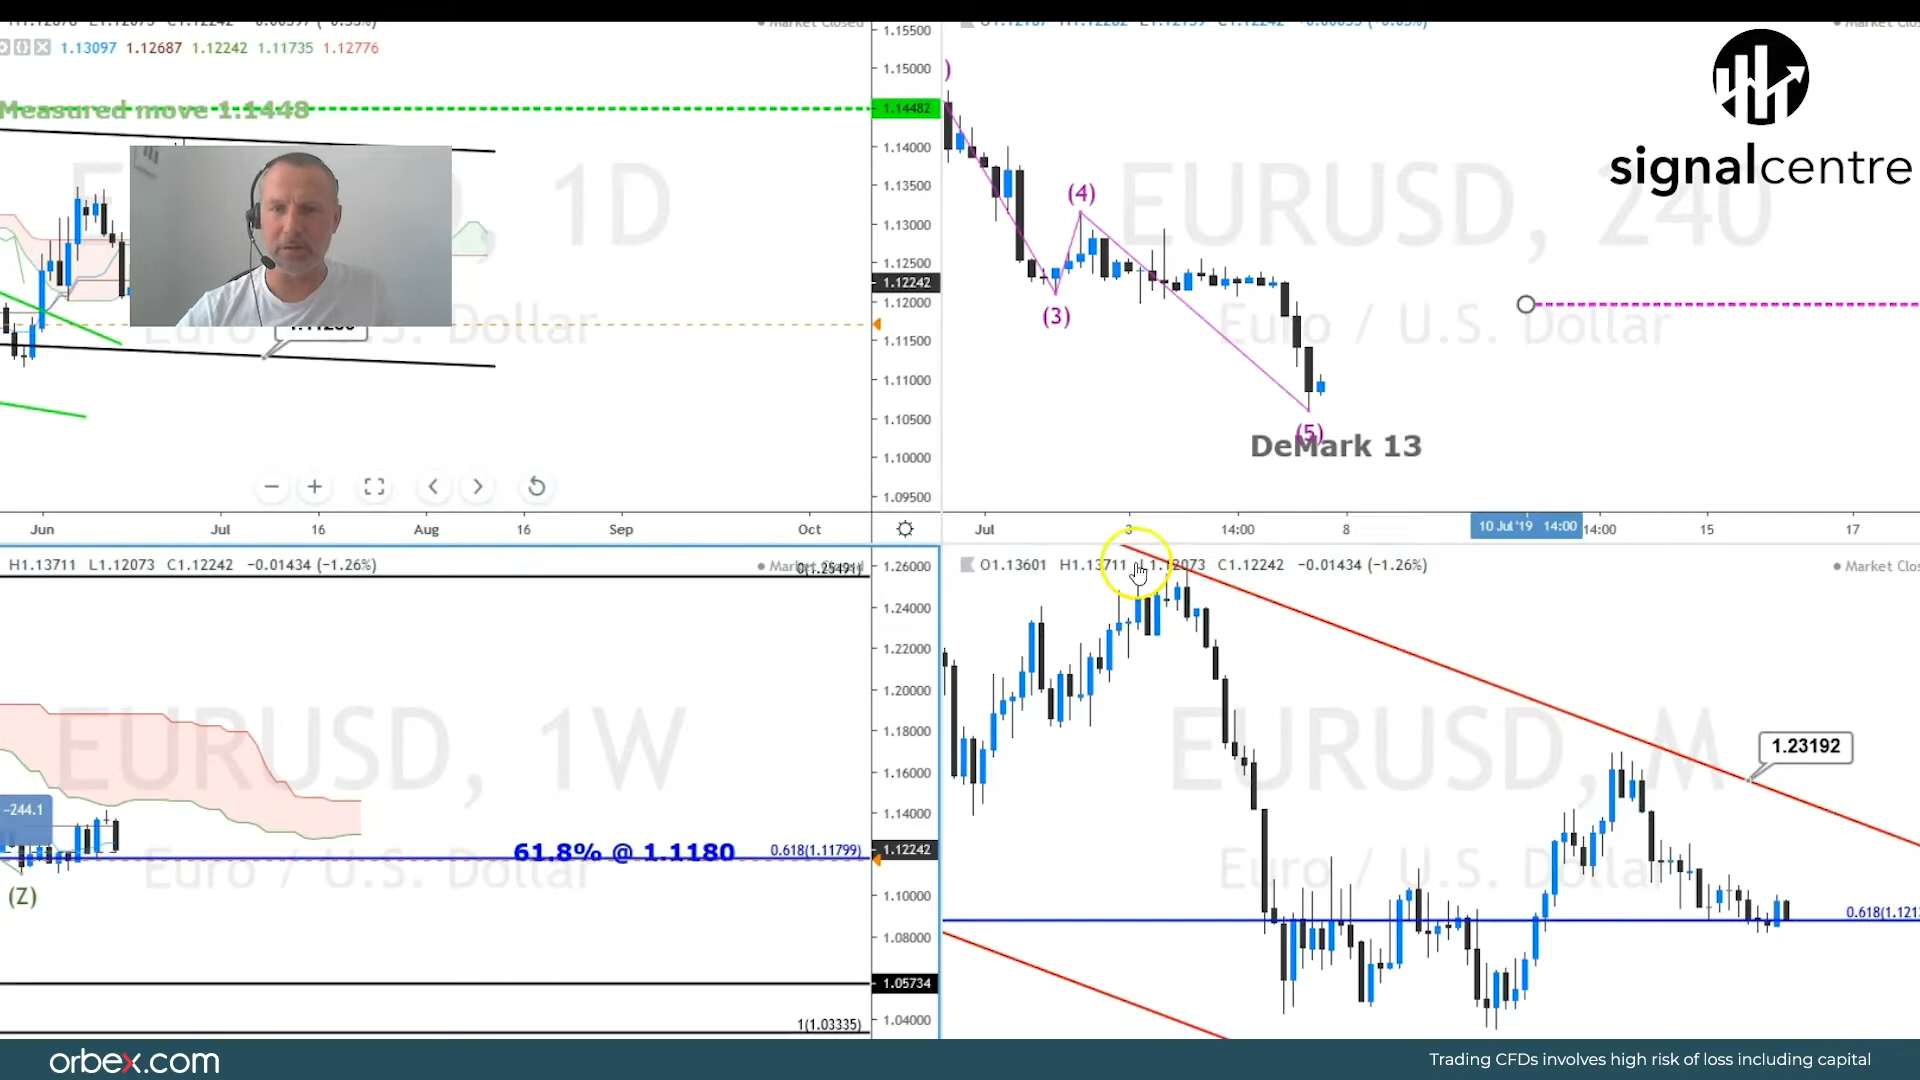 1.13097 1.12687 1.12242 1.11735 1.12776
Measured move 1.1448
EURUSD, 1D
Euro / U.S. Dollar
1.15500
1.15000
1.14482
1.14000
1.13500
1.13000
1.12500
1.12242
1.12000
1.11500
1.11000
1.10500
1.10000
1.09500
Jun Jul 16 Aug 16 Sep Oct
signalcentre
EURUSD, 240
Euro / U.S. Dollar
(4)
(3)
(5)
DeMark 13
Jul 3 14:00 8 10 Jul '19 14:00 14:00 15 17
H1.13711 L1.12073 C1.12242 −0.01434 (−1.26%)
0(1.25491)
EURUSD, 1W
Euro / U.S. Dollar
-244.1
61.8% @ 1.1180
0.618(1.11799)
(Z)
1(1.03335)
1.26000
1.24000
1.22000
1.20000
1.18000
1.16000
1.14000
1.12242
1.10000
1.08000
1.05734
1.04000
O1.13601 H1.13711 L1.12073 C1.12242 −0.01434 (−1.26%)
Market Clos
EURUSD, M
Euro / U.S. Dollar
1.23192
0.618(1.121
orbex.com
Trading CFDs involves high risk of loss including capital